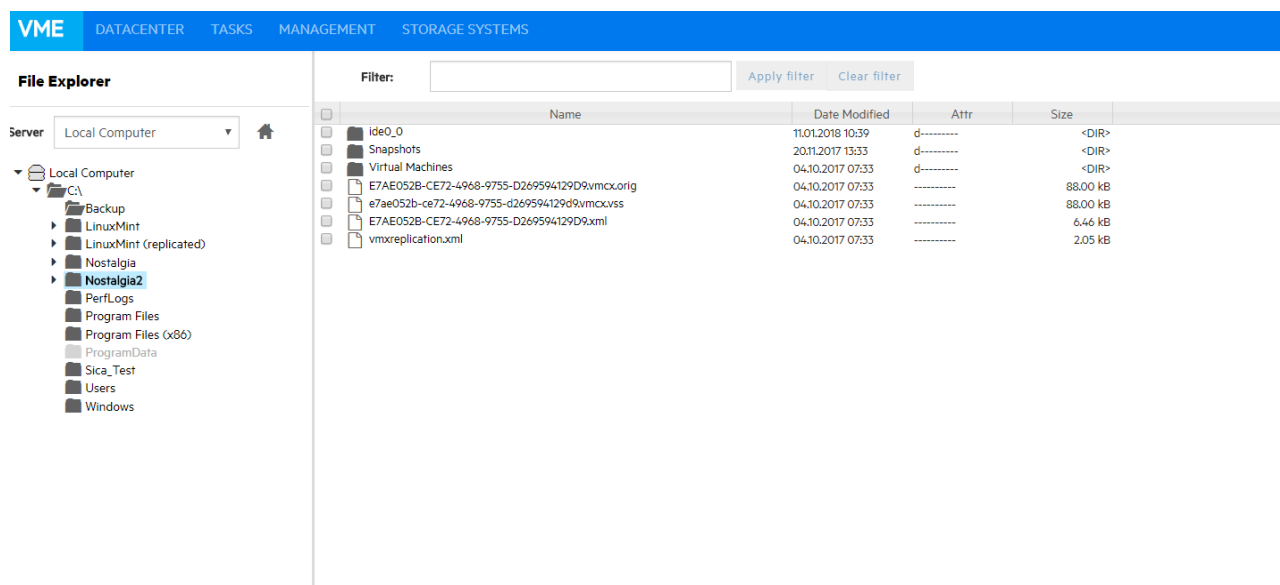 VME DATACENTER TASKS MANAGEMENT STORAGE SYSTEMS
File Explorer
Server Local Computer
Local Computer
C:\
Backup
LinuxMint
LinuxMint (replicated)
Nostalgia
Nostalgia2
PerfLogs
Program Files
Program Files (x86)
ProgramData
Sica_Test
Users
Windows
Filter: Apply filter Clear filter
Name Date Modified Attr Size
ide0_0 11.01.2018 10:39 d--------- <DIR>
Snapshots 20.11.2017 13:33 d--------- <DIR>
Virtual Machines 04.10.2017 07:33 d--------- <DIR>
E7AE052B-CE72-4968-9755-D269594129D9.vmcx.orig 04.10.2017 07:33 ---------- 88.00 kB
e7ae052b-ce72-4968-9755-d269594129d9.vmcx.vss 04.10.2017 07:33 ---------- 88.00 kB
E7AE052B-CE72-4968-9755-D269594129D9.xml 04.10.2017 07:33 ---------- 6.46 kB
vmxreplication.xml 04.10.2017 07:33 ---------- 2.05 kB